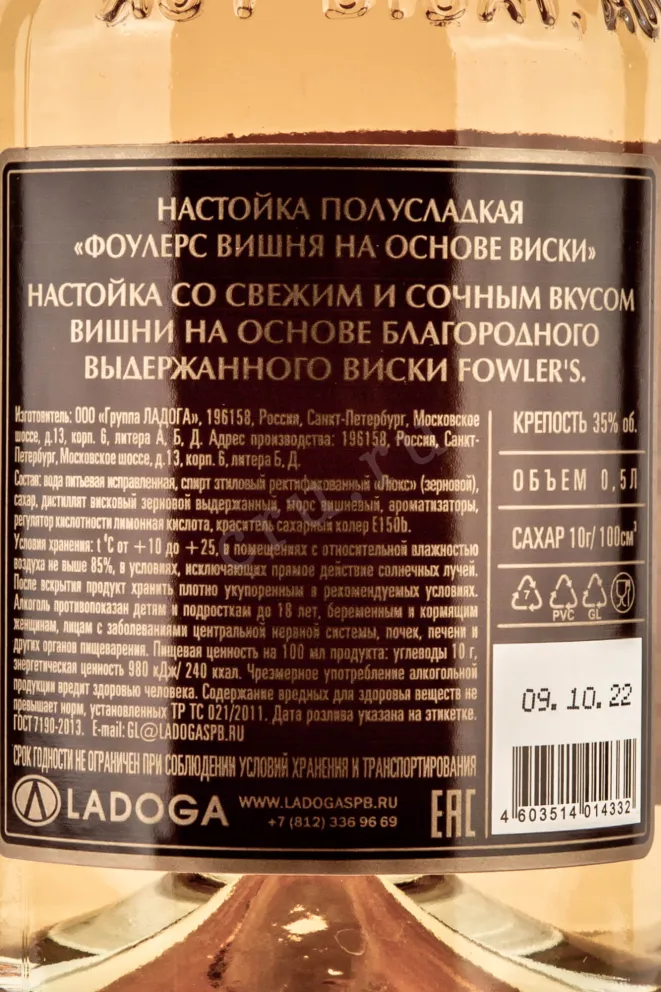 НАСТОЙКА ПОЛУСЛАДКАЯ
«ФОУЛЕРС ВИШНЯ НА ОСНОВЕ ВИСКИ»
НАСТОЙКА СО СВЕЖИМ И СОЧНЫМ ВКУСОМ
ВИШНИ НА ОСНОВЕ БЛАГОРОДНОГО
ВЫДЕРЖАННОГО ВИСКИ FOWLER'S.
Изготовитель: ООО «Группа ЛАДОГА», 196158, Россия, Санкт-Петербург, Московское
шоссе, д.13, корп. 6, литера А, Б, Д. Адрес производства: 196158, Россия, Санкт-
Петербург, Московское шоссе, д.13, корп. 6, литера Б, Д.
Состав: вода питьевая исправленная, спирт этиловый ректификованный «Люкс» (зерновой),
сахар, дистиллят висковый зерновой выдержанный, морс вишневый, ароматизаторы,
регулятор кислотности лимонная кислота, краситель сахарный колер Е150b.
Условия хранения: t °С от +10 до +25, в помещениях с относительной влажностью
воздуха не выше 85%, в условиях, исключающих прямое действие солнечных лучей.
После вскрытия продукт хранить плотно укупоренным в рекомендуемых условиях.
Алкоголь противопоказан детям и подросткам до 18 лет, беременным и кормящим
женщинам, лицам с заболеваниями центральной нервной системы, почек, печени и
других органов пищеварения. Пищевая ценность на 100 мл продукта: углеводы 10 г,
энергетическая ценность 980 кДж/ 240 ккал. Чрезмерное употребление алкогольной
продукции вредит здоровью человека. Содержание вредных для здоровья веществ не
превышает норм, установленных ТР ТС 021/2011. Дата розлива указана на этикетке.
ГОСТ 7190-2013. E-mail: GL@LADOGASPB.RU
СРОК ГОДНОСТИ НЕ ОГРАНИЧЕН ПРИ СОБЛЮДЕНИИ УСЛОВИЙ ХРАНЕНИЯ И ТРАНСПОРТИРОВАНИЯ
LADOGA
WWW.LADOGASPB.RU
+7 (812) 336 96 69
EAC
КРЕПОСТЬ 35% об.
ОБЪЕМ 0,5Л
САХАР 10г/100см³
7
PVC
GL
09.10.22
4 603514 014332
cru.ru